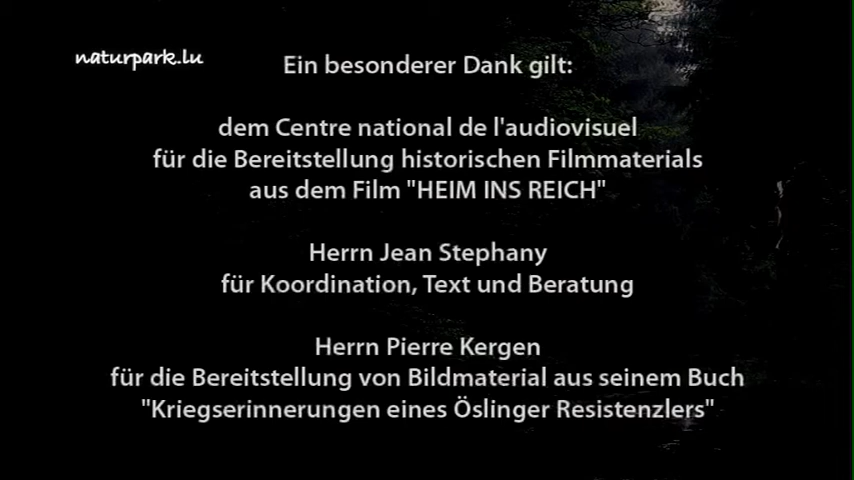 naturpark.lu
Ein besonderer Dank gilt:
dem Centre national de l'audiovisuel
für die Bereitstellung historischen Filmmaterials
aus dem Film "HEIM INS REICH"
Herrn Jean Stephany
für Koordination, Text und Beratung
Herrn Pierre Kergen
für die Bereitstellung von Bildmaterial aus seinem Buch
"Kriegserinnerungen eines Öslinger Resistenzlers"